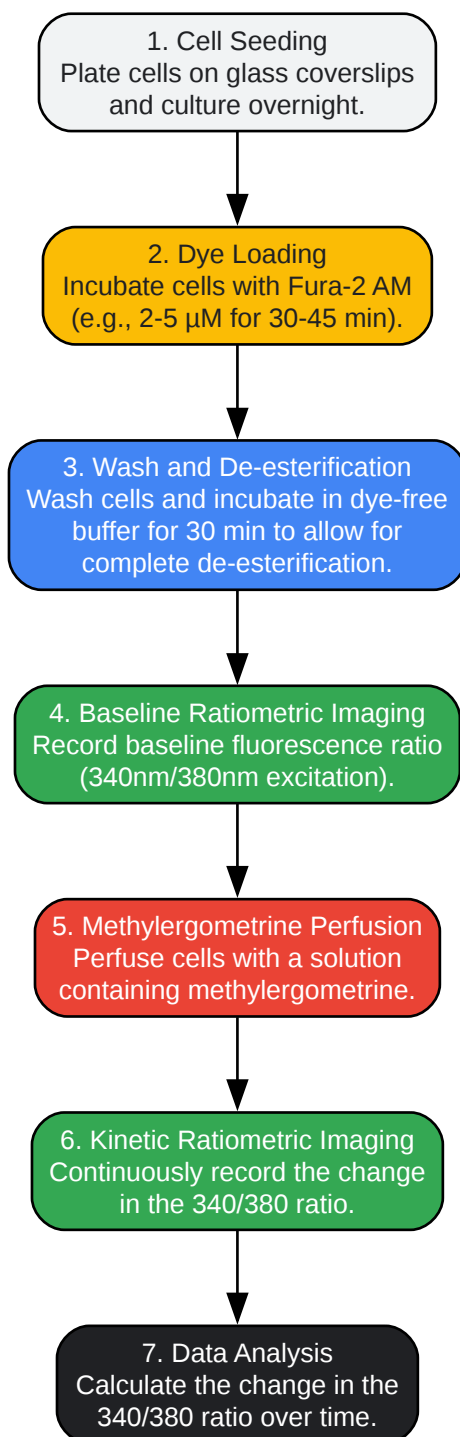 1. Cell Seeding
Plate cells on glass coverslips
and culture overnight.
2. Dye Loading
Incubate cells with Fura-2 AM
(e.g., 2-5 µM for 30-45 min).
3. Wash and De-esterification
Wash cells and incubate in dye-free
buffer for 30 min to allow for
complete de-esterification.
4. Baseline Ratiometric Imaging
Record baseline fluorescence ratio
(340nm/380nm excitation).
5. Methylergometrine Perfusion
Perfuse cells with a solution
containing methylergometrine.
6. Kinetic Ratiometric Imaging
Continuously record the change
in the 340/380 ratio.
7. Data Analysis
Calculate the change in the
340/380 ratio over time.